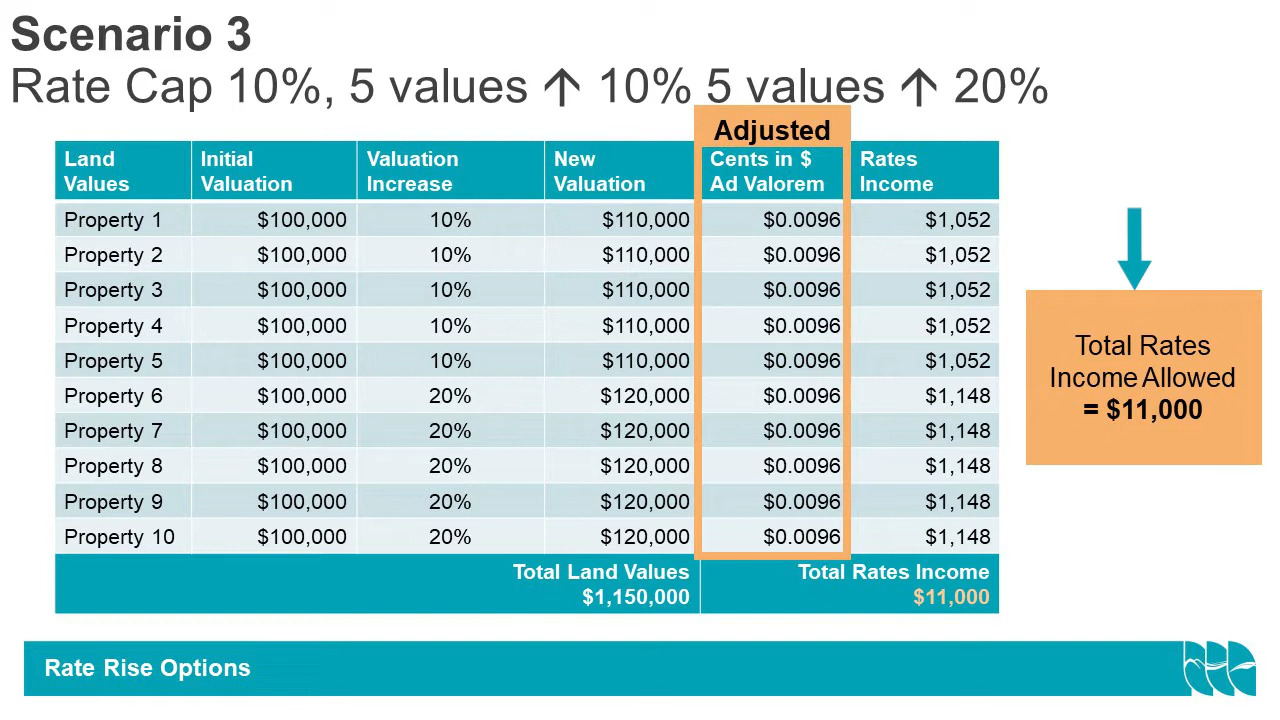 Scenario 3
Rate Cap 10%, 5 values ↑ 10% 5 values ↑ 20%
Adjusted
Land Values Initial Valuation Valuation Increase New Valuation Cents in $ Ad Valorem Rates Income
Property 1 $100,000 10% $110,000 $0.0096 $1,052
Property 2 $100,000 10% $110,000 $0.0096 $1,052
Property 3 $100,000 10% $110,000 $0.0096 $1,052
Property 4 $100,000 10% $110,000 $0.0096 $1,052
Property 5 $100,000 10% $110,000 $0.0096 $1,052
Property 6 $100,000 20% $120,000 $0.0096 $1,148
Property 7 $100,000 20% $120,000 $0.0096 $1,148
Property 8 $100,000 20% $120,000 $0.0096 $1,148
Property 9 $100,000 20% $120,000 $0.0096 $1,148
Property 10 $100,000 20% $120,000 $0.0096 $1,148
Total Land Values Total Rates Income
$1,150,000 $11,000
Total Rates
Income Allowed
= $11,000
Rate Rise Options